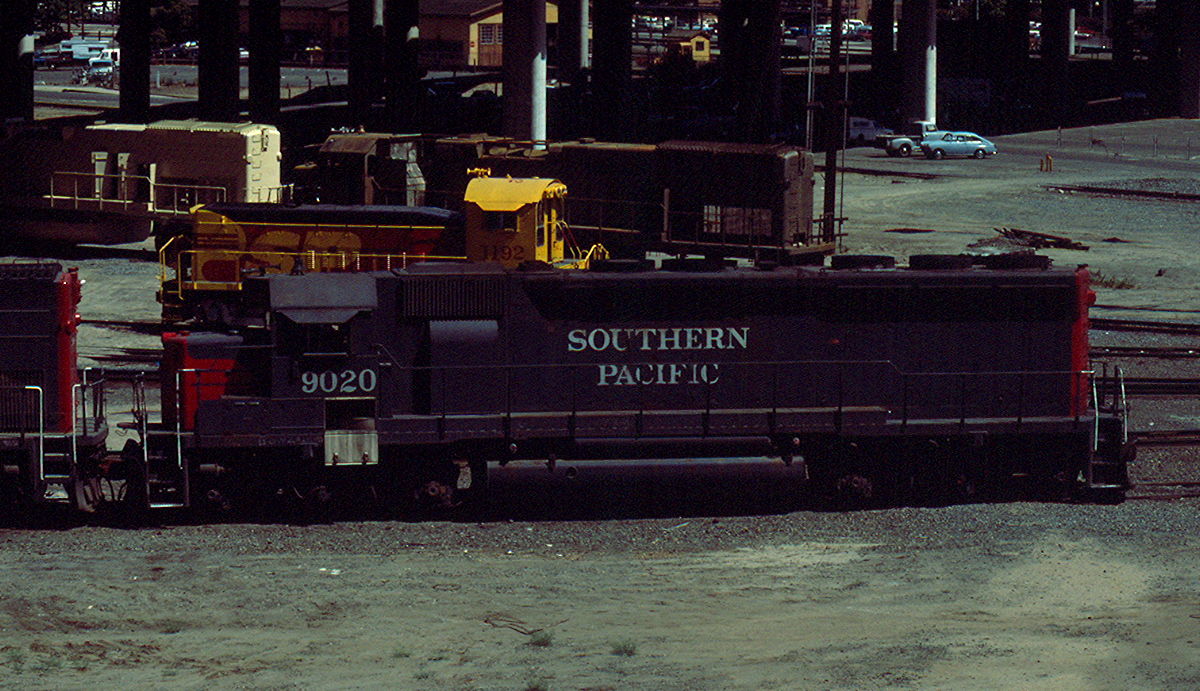 1192
SOUTHERN
PACIFIC
9020